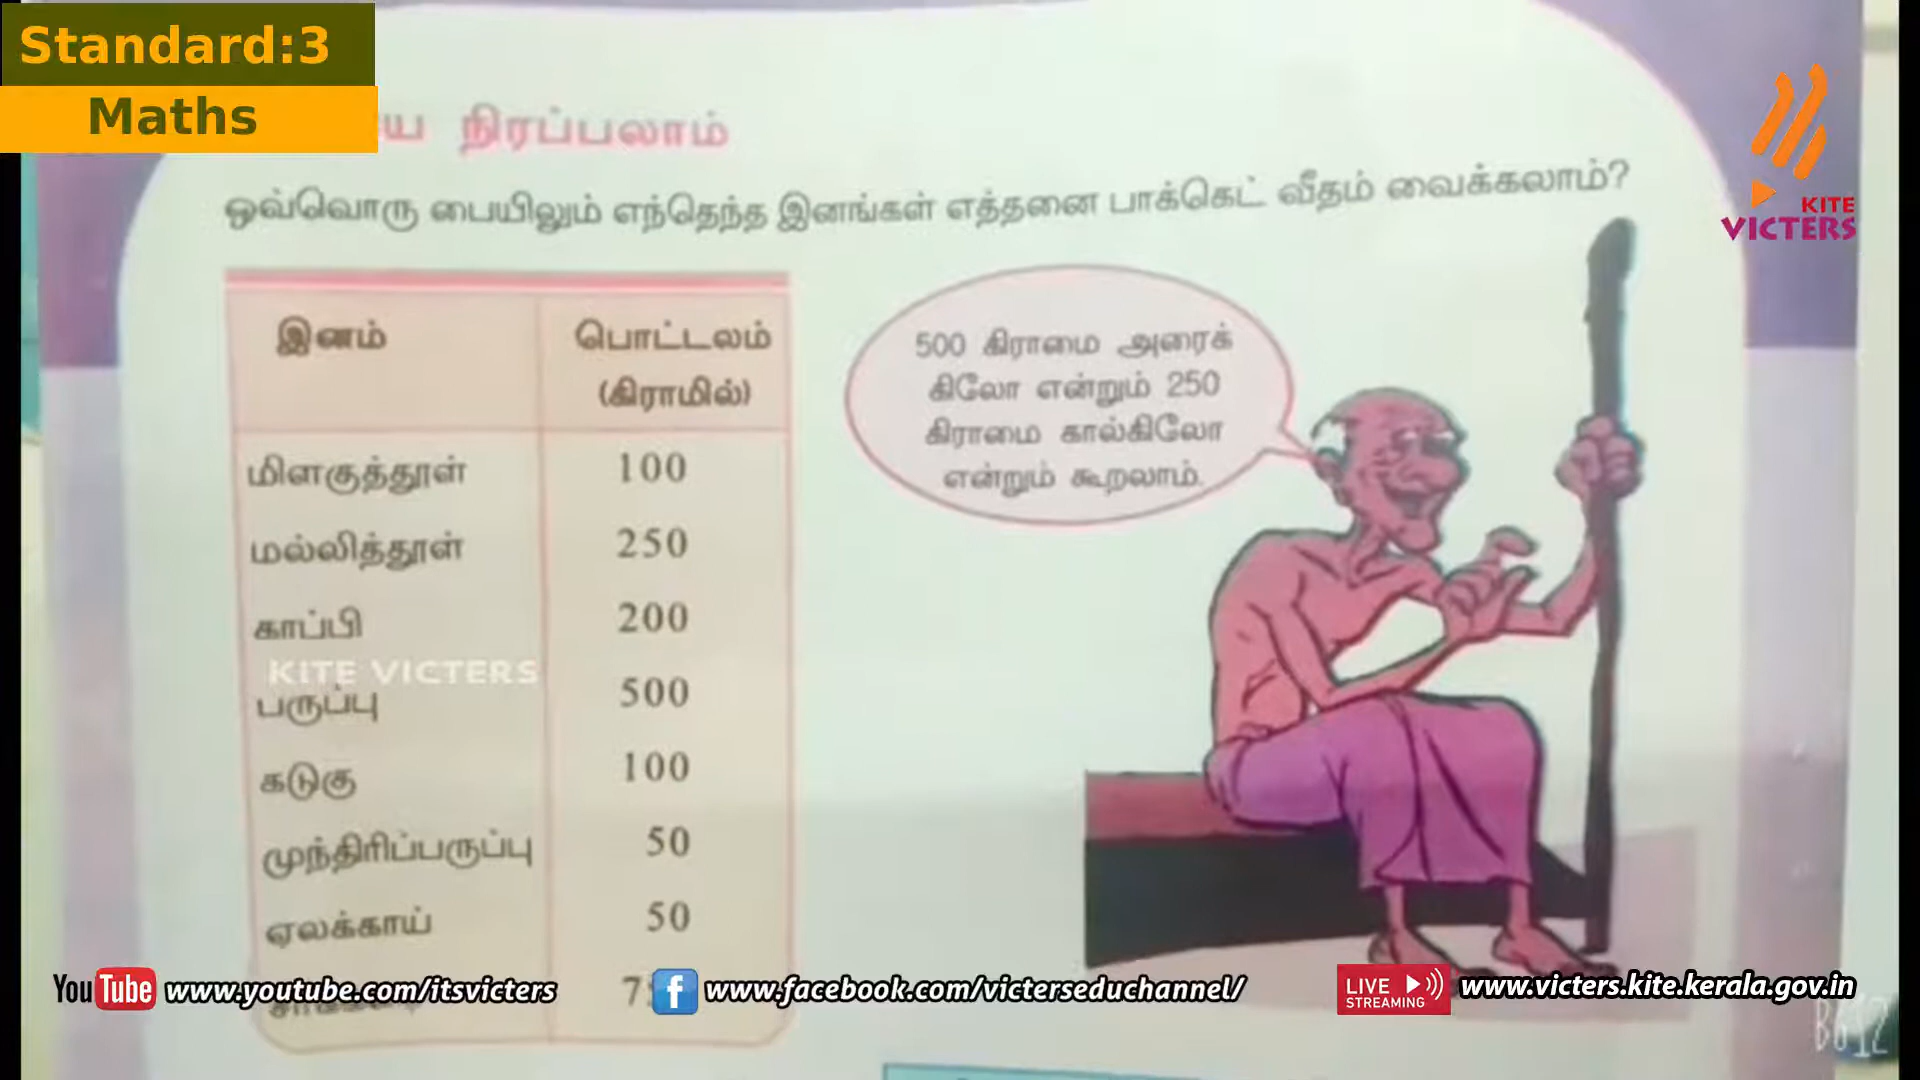 Standard:3
Maths
நிரப்பலாம்
ஒவ்வொரு பையிலும் எந்தெந்த இனங்கள் எத்தனை பாக்கெட் வீதம் வைக்கலாம்?
KITE
VICTERS
இனம் பொட்டலம்
(கிராமில்)
மிளகுத்தூள் 100
மல்லித்தூள் 250
காப்பி 200
KITE VICTERS
பருப்பு 500
கடுகு 100
முந்திரிப்பருப்பு 50
ஏலக்காய் 50
500 கிராமை அரைக்
கிலோ என்றும் 250
கிராமை கால்கிலோ
என்றும் கூறலாம்.
YouTube www.youtube.com/itsvicters
f www.facebook.com/victerseduchannel/
LIVE STREAMING www.victers.kite.kerala.gov.in
B612